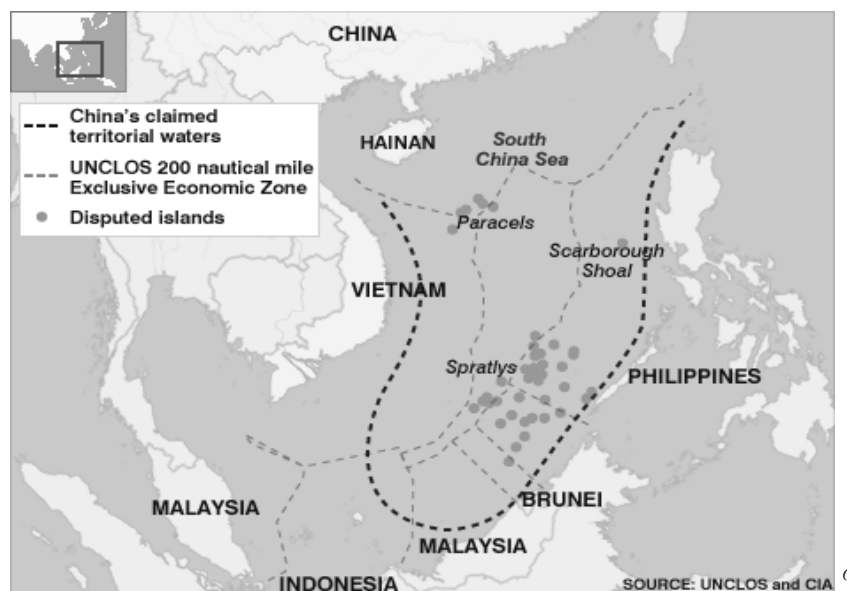 CHINA
China's claimed
territorial waters
UNCLOS 200 nautical mile
Exclusive Economic Zone
Disputed islands
HAINAN
South
China Sea
Paracels
Scarborough
Shoal
VIETNAM
Spratlys
PHILIPPINES
BRUNEI
MALAYSIA
MALAYSIA
INDONESIA
SOURCE: UNCLOS and CIA